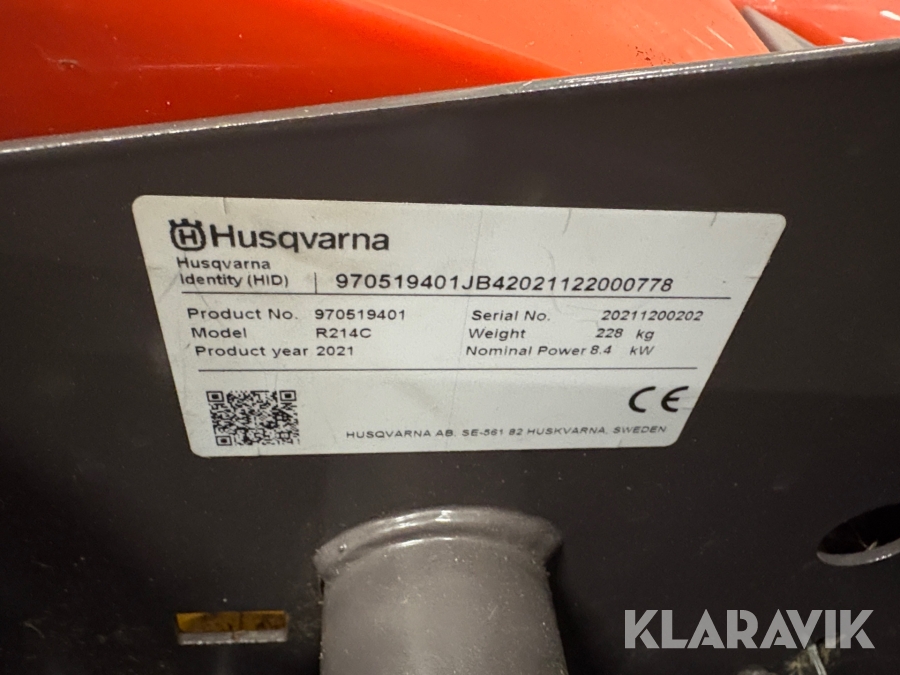 Husqvarna
Husqvarna
Identity (HID) 970519401JB42021122000778
Product No. 970519401 Serial No. 20211200202
Model R214C Weight 228 kg
Product year 2021 Nominal Power 8.4 kW
CE
HUSQVARNA AB, SE-561 82 HUSKVARNA, SWEDEN
KLARAVIK